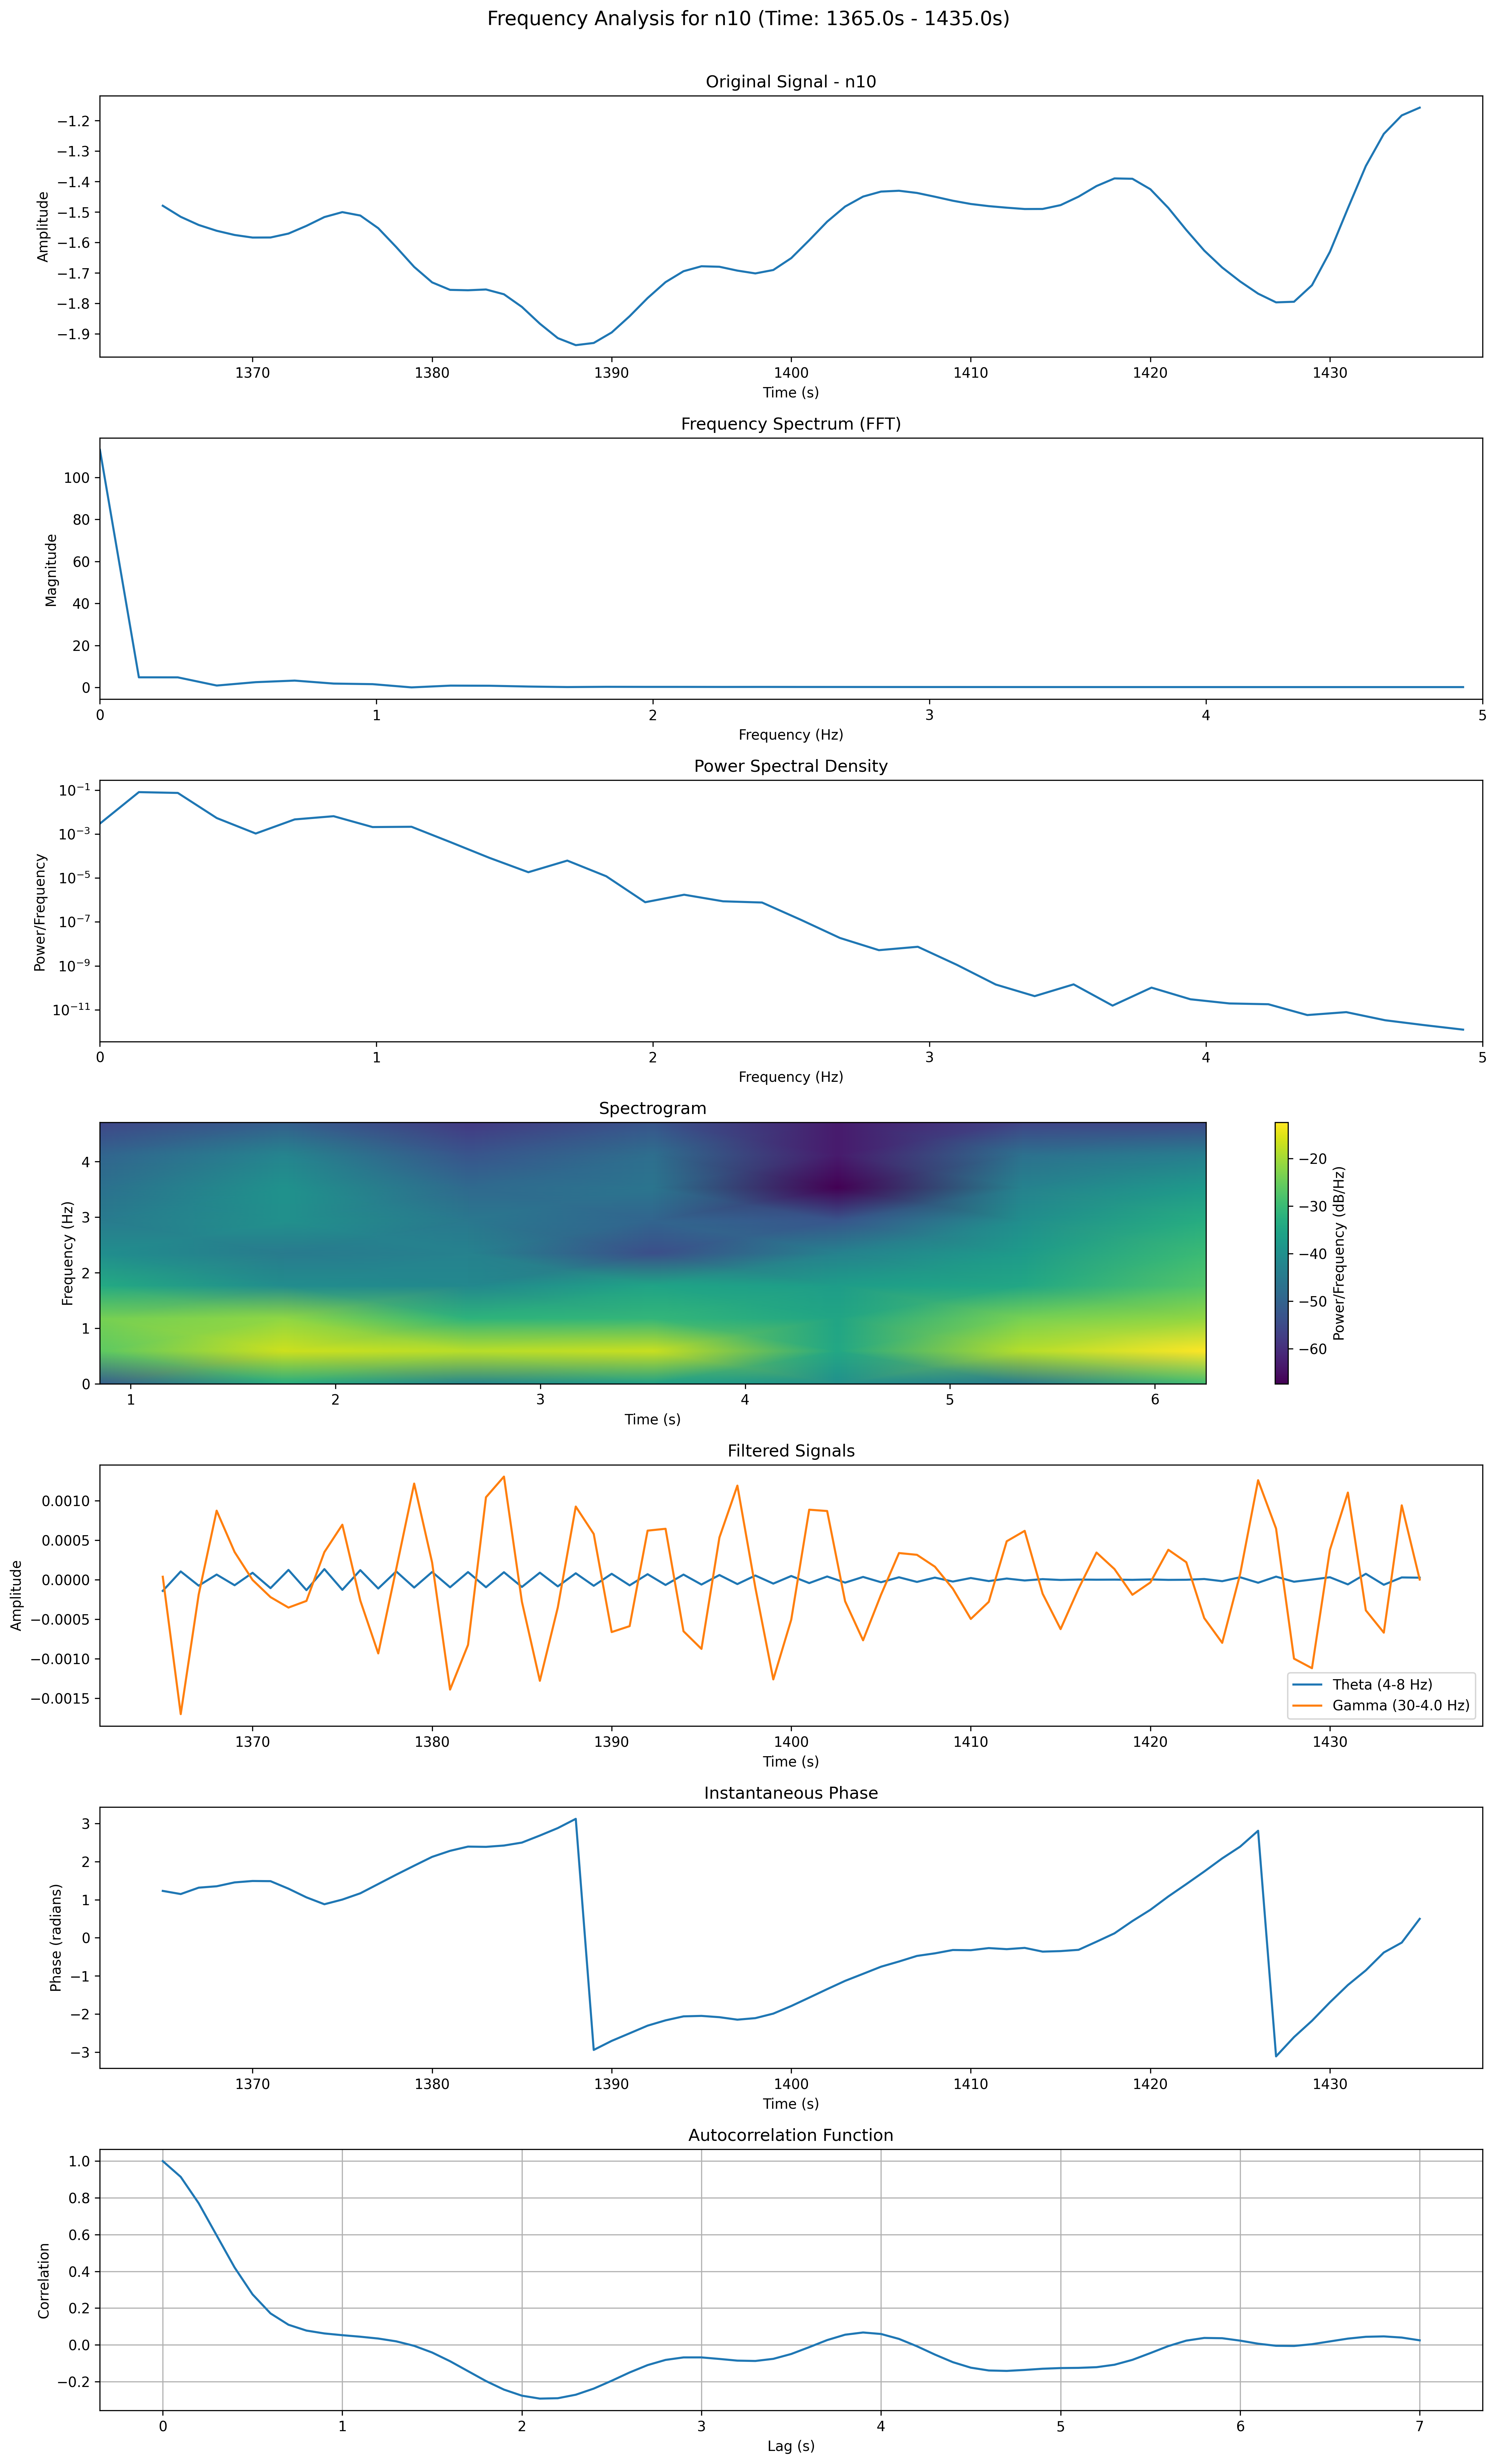 Frequency Analysis for n10 (Time: 1365.0s - 1435.0s)
Original Signal - n10
Amplitude
−1.2
−1.3
−1.4
−1.5
−1.6
−1.7
−1.8
−1.9
1370 1380 1390 1400 1410 1420 1430
Time (s)
Frequency Spectrum (FFT)
Magnitude
100
80
60
40
20
0
0 1 2 3 4 5
Frequency (Hz)
Power Spectral Density
Power/Frequency
10⁻¹
10⁻³
10⁻⁵
10⁻⁷
10⁻⁹
10⁻¹¹
0 1 2 3 4 5
Frequency (Hz)
Spectrogram
Frequency (Hz)
4
3
2
1
0
1 2 3 4 5 6
Time (s)
−20
−30
−40
−50
−60
Power/Frequency (dB/Hz)
Filtered Signals
Amplitude
0.0010
0.0005
0.0000
−0.0005
−0.0010
−0.0015
Theta (4-8 Hz)
Gamma (30-4.0 Hz)
1370 1380 1390 1400 1410 1420 1430
Time (s)
Instantaneous Phase
Phase (radians)
3
2
1
0
−1
−2
−3
1370 1380 1390 1400 1410 1420 1430
Time (s)
Autocorrelation Function
Correlation
1.0
0.8
0.6
0.4
0.2
0.0
−0.2
0 1 2 3 4 5 6 7
Lag (s)